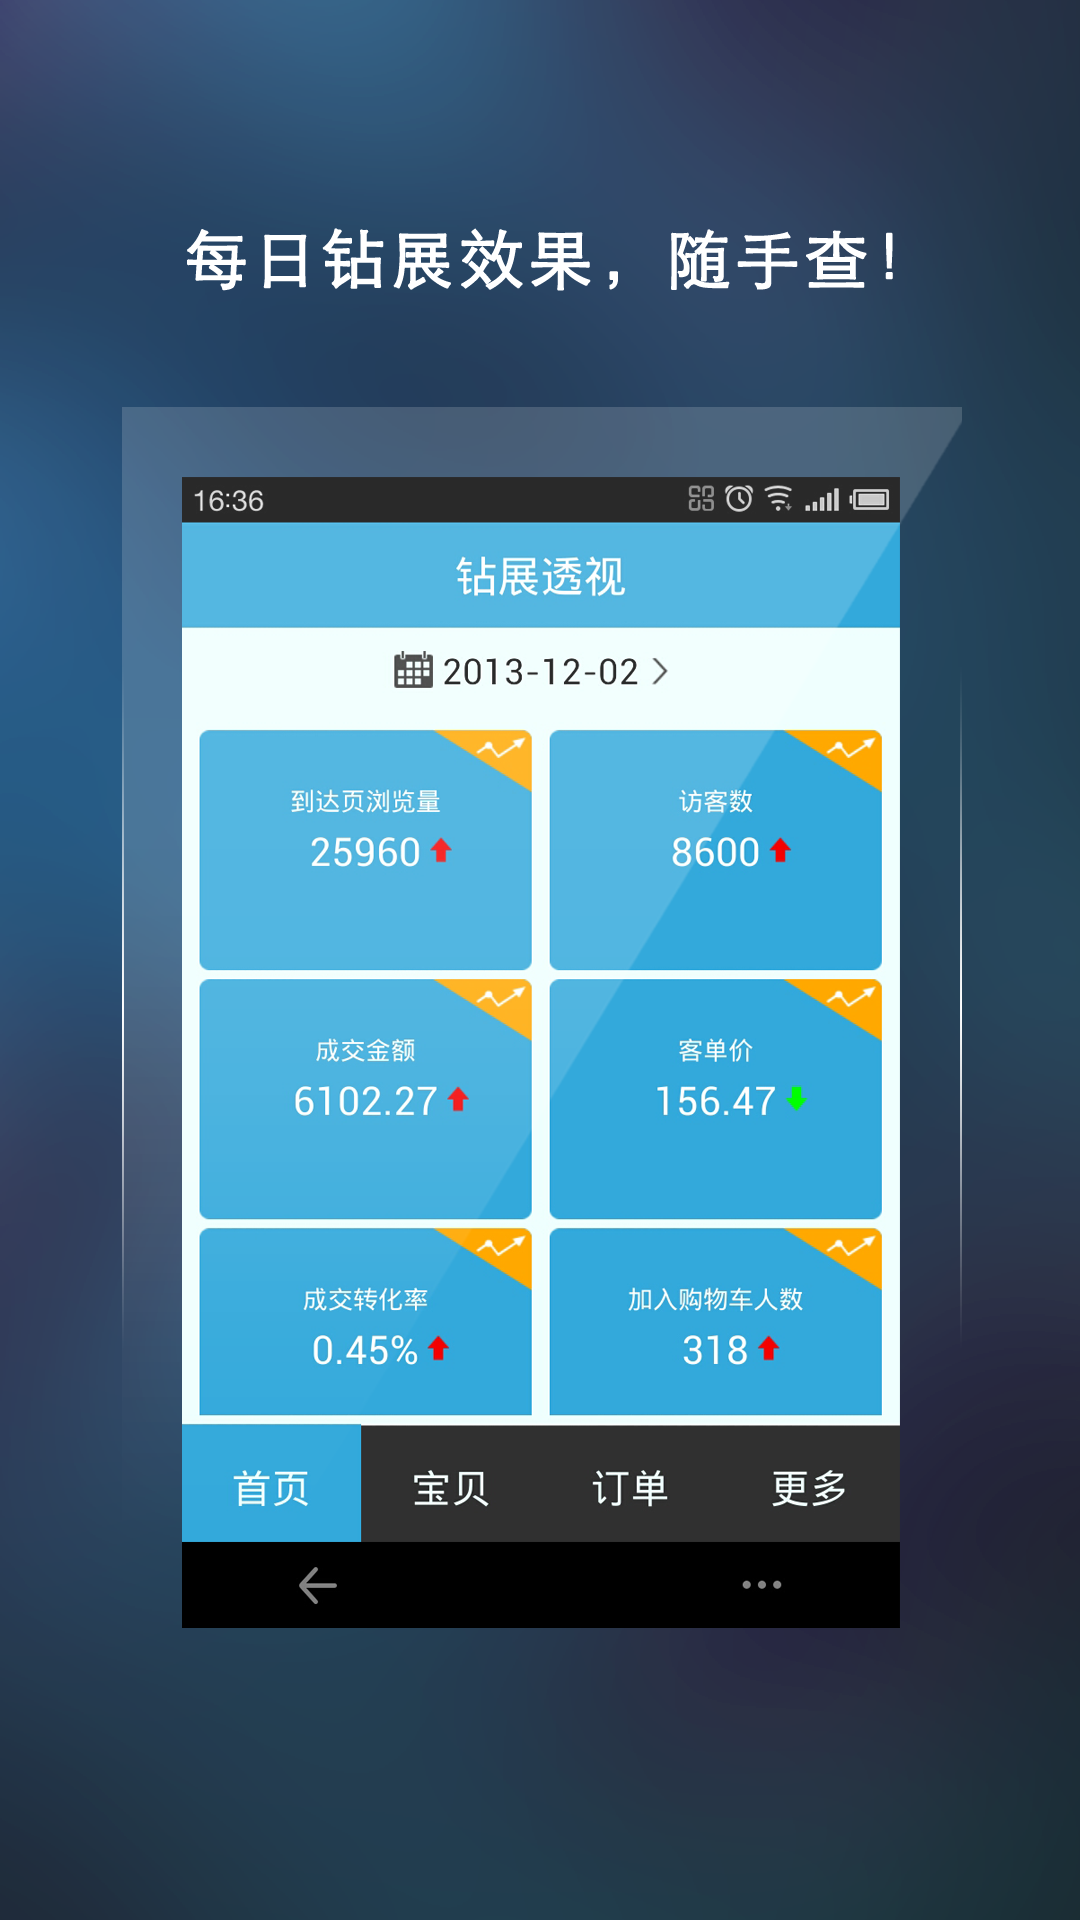 每日钻展效果，随手查！
16:36
钻展透视
2013-12-02
到达页浏览量
25960
访客数
8600
成交金额
6102.27
客单价
156.47
成交转化率
0.45%
加入购物车人数
318
首页 宝贝 订单 更多